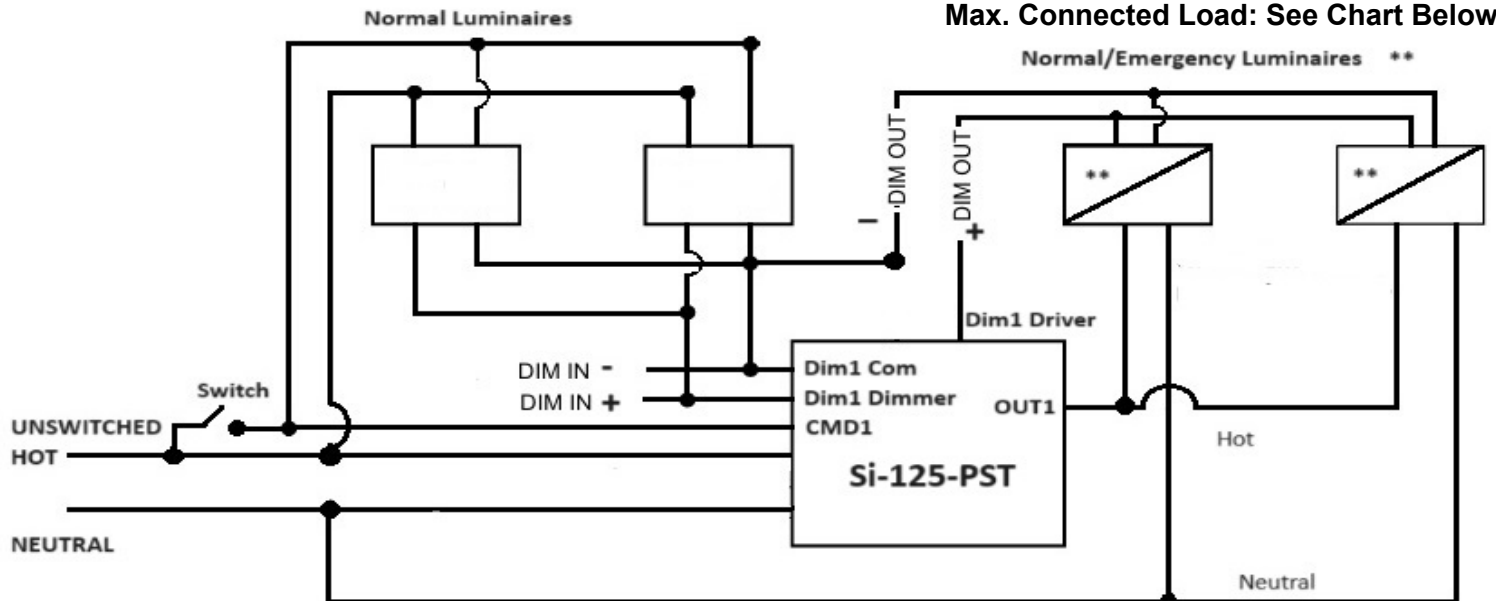 Normal Luminaires
Max. Connected Load: See Chart Below
Normal/Emergency Luminaires **
DIM OUT
DIM OUT
−
+
**
**
Dim1 Driver
DIM IN -
Dim1 Com
DIM IN +
Dim1 Dimmer
Switch
OUT1
UNSWITCHED
HOT
CMD1
Hot
Si-125-PST
NEUTRAL
Neutral